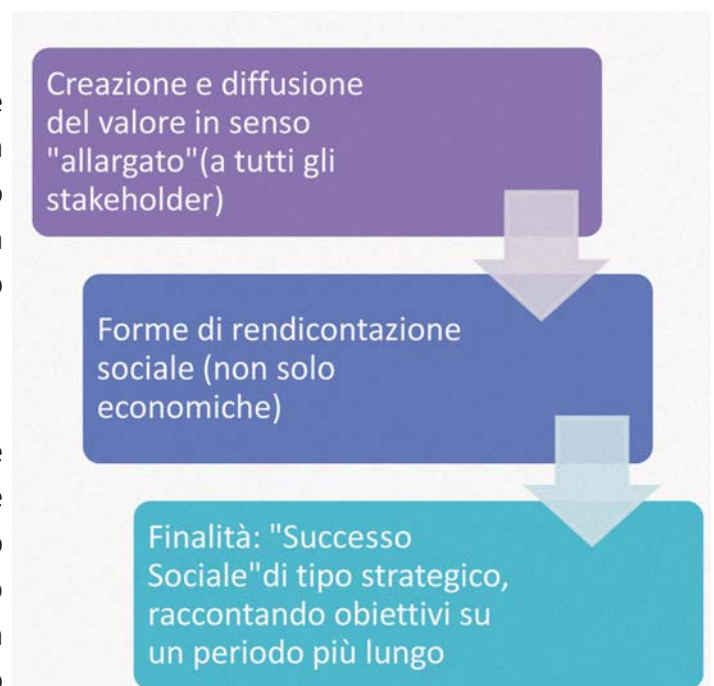 Creazione e diffusione
del valore in senso
"allargato"(a tutti gli
stakeholder)
Forme di rendicontazione
sociale (non solo
economiche)
Finalità: "Successo
Sociale"di tipo strategico,
raccontando obiettivi su
un periodo più lungo